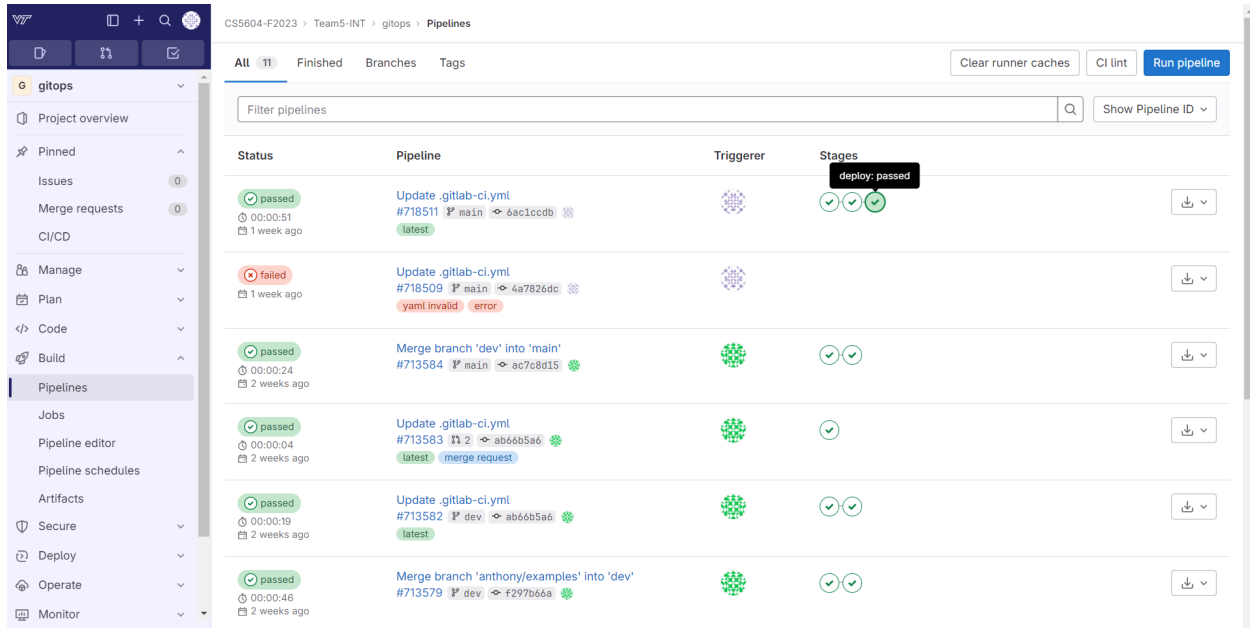 VT
CS5604-F2023 > Team5-INT > gitops > Pipelines
G gitops
Project overview
Pinned
Issues 0
Merge requests 0
CI/CD
Manage
Plan
Code
Build
Pipelines
Jobs
Pipeline editor
Pipeline schedules
Artifacts
Secure
Deploy
Operate
Monitor
All 11 Finished Branches Tags
Clear runner caches CI lint Run pipeline
Filter pipelines
Show Pipeline ID
Status Pipeline Triggerer Stages
deploy: passed
passed
00:00:51
1 week ago
Update .gitlab-ci.yml
#718511 main 6ac1ccdb
latest
failed
1 week ago
Update .gitlab-ci.yml
#718509 main 4a7826dc
yaml invalid error
passed
00:00:24
2 weeks ago
Merge branch 'dev' into 'main'
#713584 main ac7c8d15
passed
00:00:04
2 weeks ago
Update .gitlab-ci.yml
#713583 2 ab66b5a6
latest merge request
passed
00:00:19
2 weeks ago
Update .gitlab-ci.yml
#713582 dev ab66b5a6
latest
passed
00:00:46
2 weeks ago
Merge branch 'anthony/examples' into 'dev'
#713579 dev f297b66a